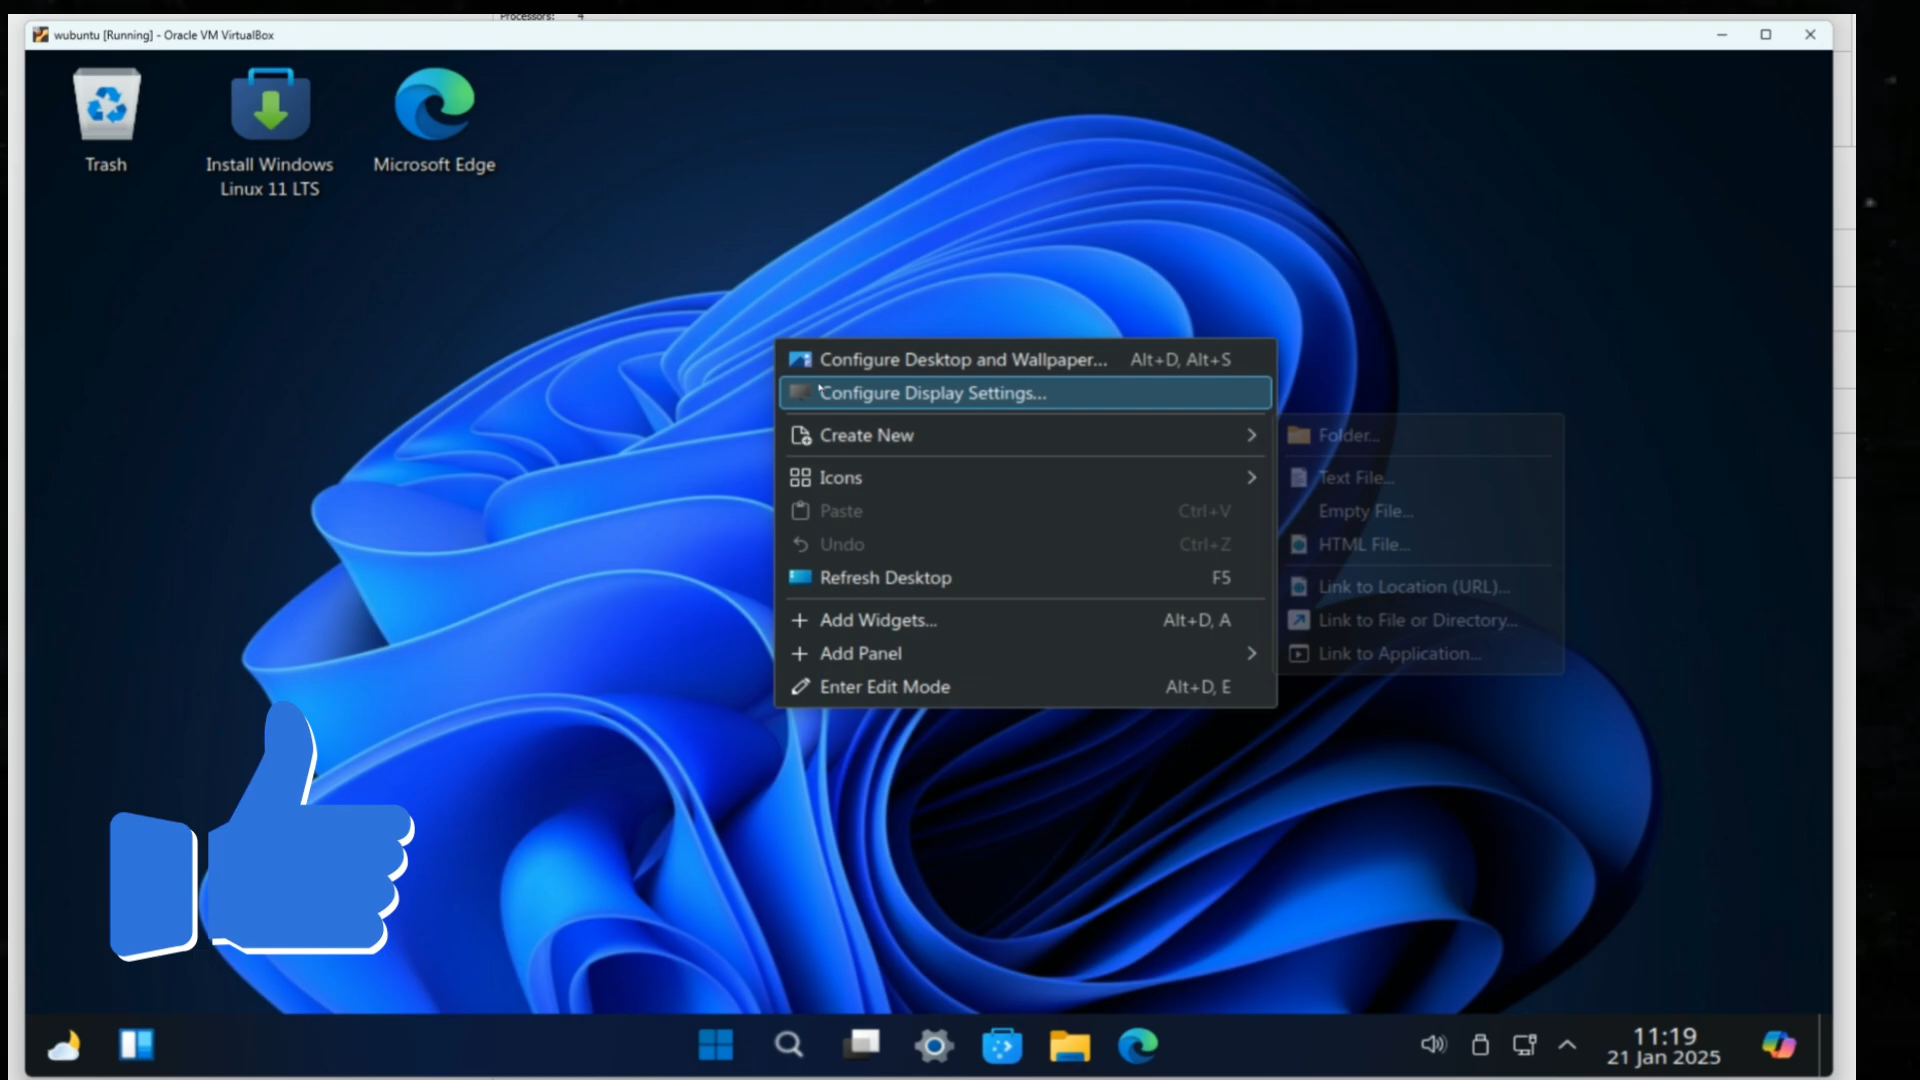 Processors: 4
wubuntu [Running] - Oracle VM VirtualBox
Trash
Install Windows
Linux 11 LTS
Microsoft Edge
Configure Desktop and Wallpaper... Alt+D, Alt+S
Configure Display Settings...
Create New
Icons
Paste Ctrl+V
Undo Ctrl+Z
Refresh Desktop F5
Add Widgets... Alt+D, A
Add Panel
Enter Edit Mode Alt+D, E
Folder...
Text File...
Empty File...
HTML File...
Link to Location (URL)...
Link to File or Directory...
Link to Application...
11:19
21 Jan 2025